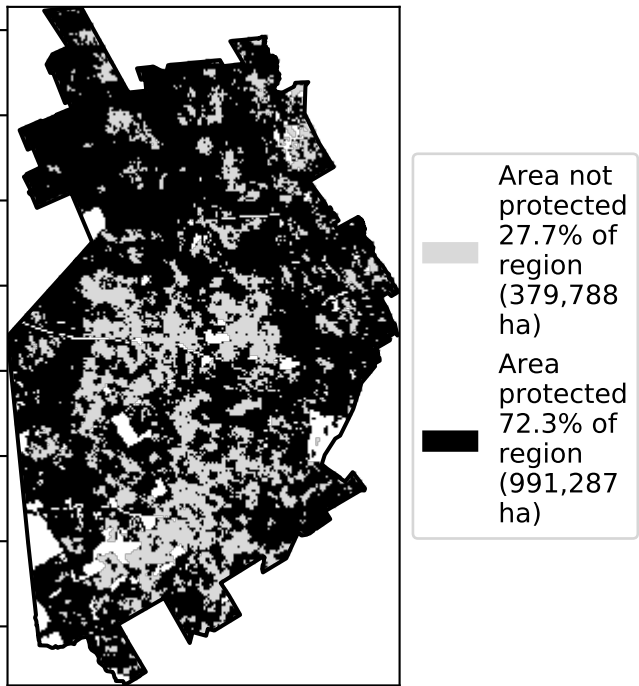 Area not
protected
27.7% of
region
(379,788
ha)
Area
protected
72.3% of
region
(991,287
ha)